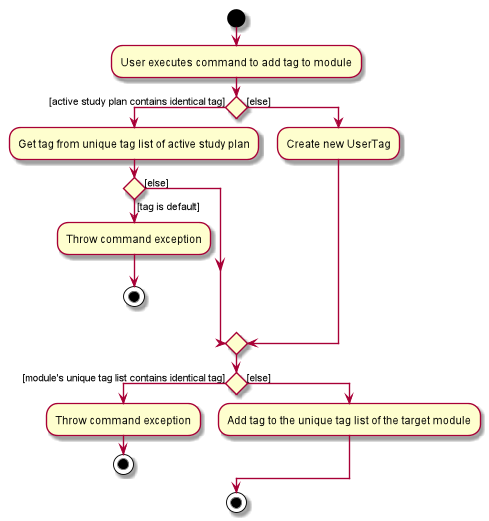 User executes command to add tag to module
[active study plan contains identical tag]
[else]
Get tag from unique tag list of active study plan
Create new UserTag
[else]
[tag is default]
Throw command exception
[module's unique tag list contains identical tag]
[else]
Throw command exception
Add tag to the unique tag list of the target module